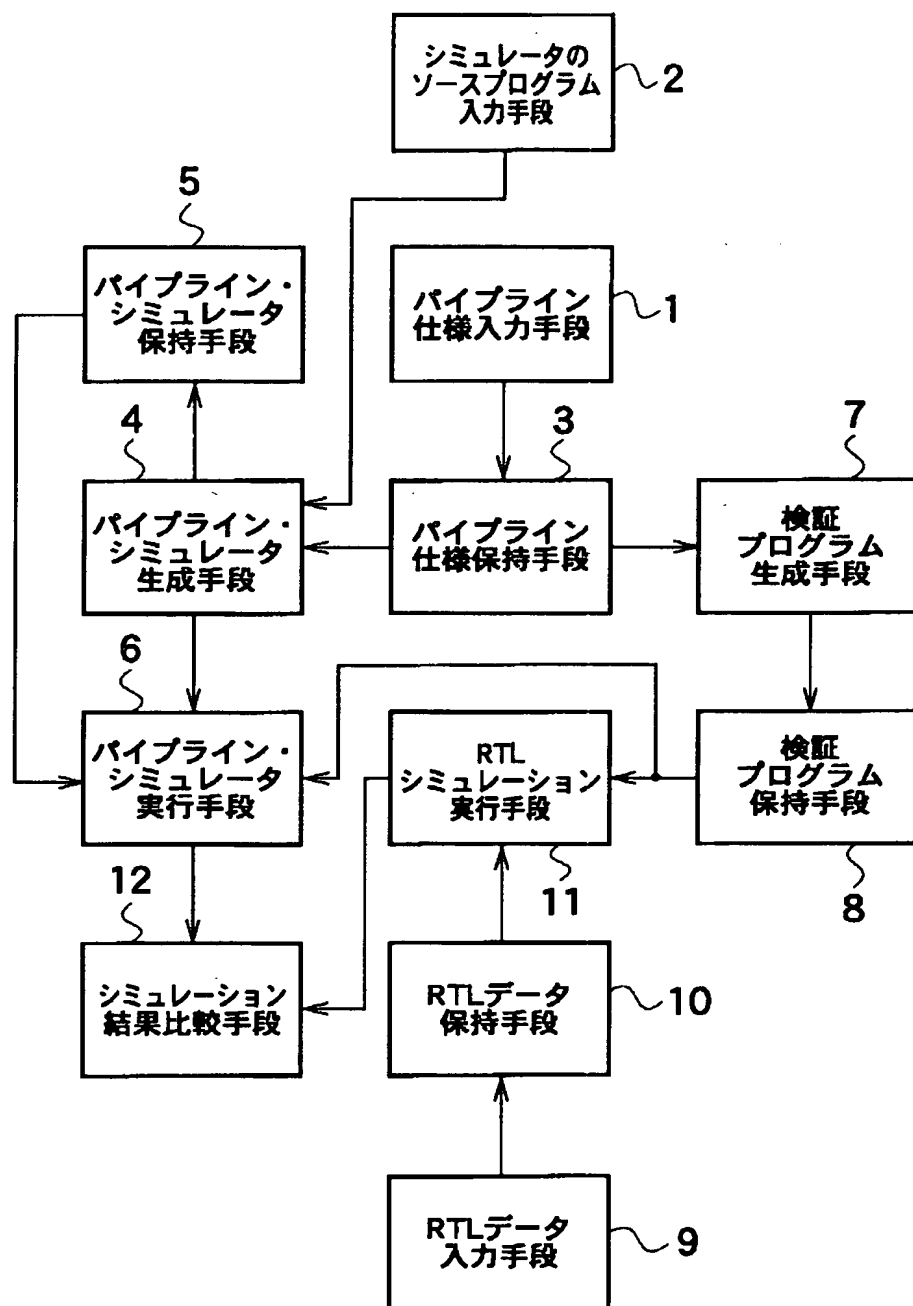 シミュレータの
ソースプログラム
入力手段
2
5
パイプライン・
シミュレータ
保持手段
パイプライン
仕様入力手段
1
4
パイプライン・
シミュレータ
生成手段
3
パイプライン
仕様保持手段
7
検証
プログラム
生成手段
6
パイプライン・
シミュレータ
実行手段
RTL
シミュレーション
実行手段
11
検証
プログラム
保持手段
8
12
シミュレーション
結果比較手段
RTLデータ
保持手段
10
RTLデータ
入力手段
9